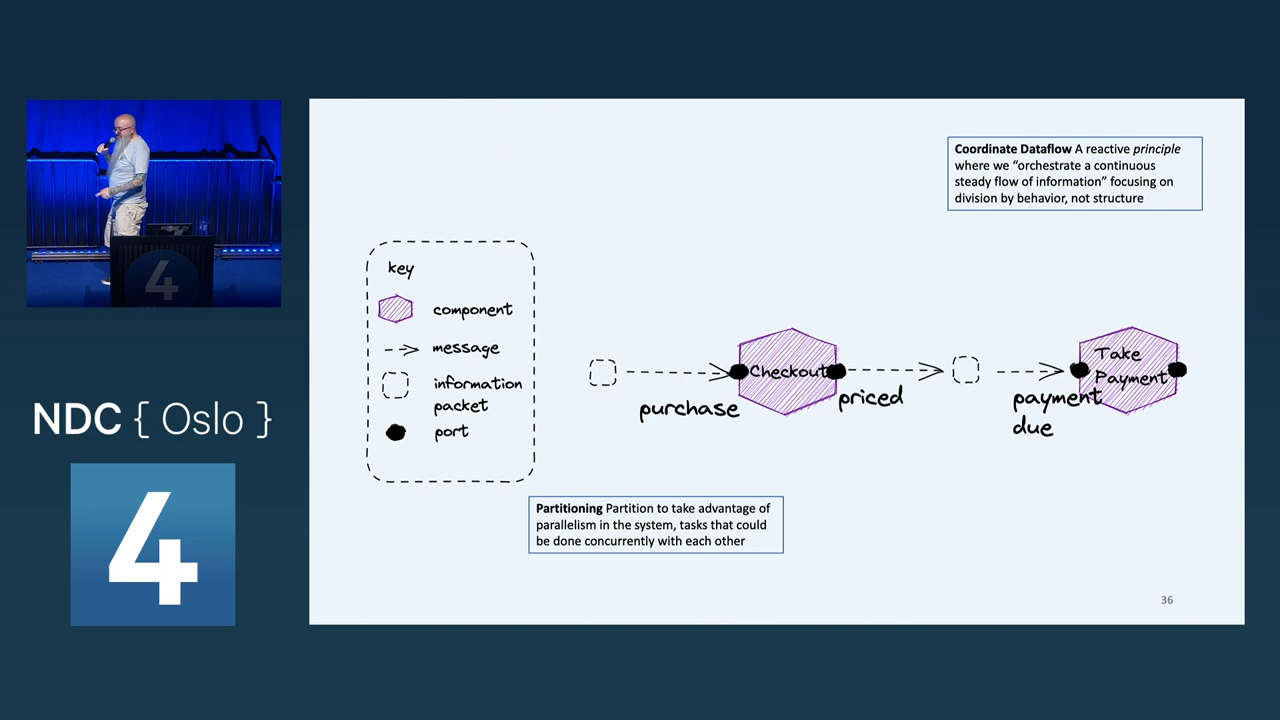 Coordinate Dataflow A reactive principle
where we “orchestrate a continuous
steady flow of information” focusing on
division by behavior, not structure
key
component
message
information
packet
port
purchase
Checkout
priced
payment
due
Take
Payment
Partitioning Partition to take advantage of
parallelism in the system, tasks that could
be done concurrently with each other
36
4
NDC { Oslo }
4